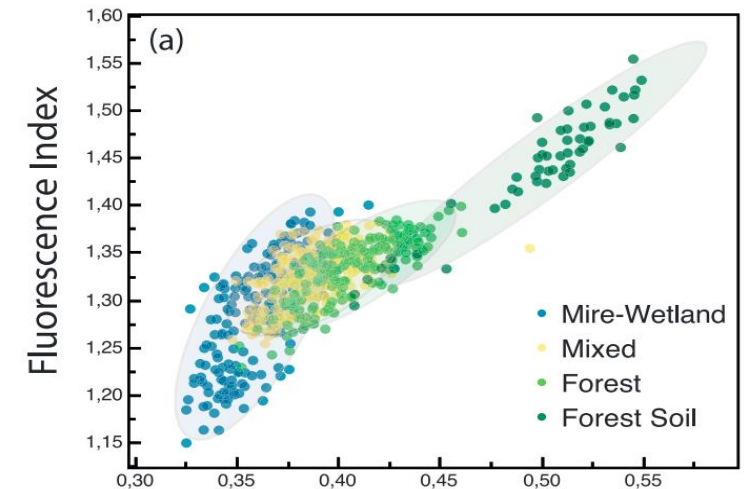 1,60
(a)
1,55
1,50
1,45
1,40
1,35
1,30
1,25
1,20
1,15
Fluorescence Index
Mire-Wetland
Mixed
Forest
Forest Soil
0,30 0,35 0,40 0,45 0,50 0,55